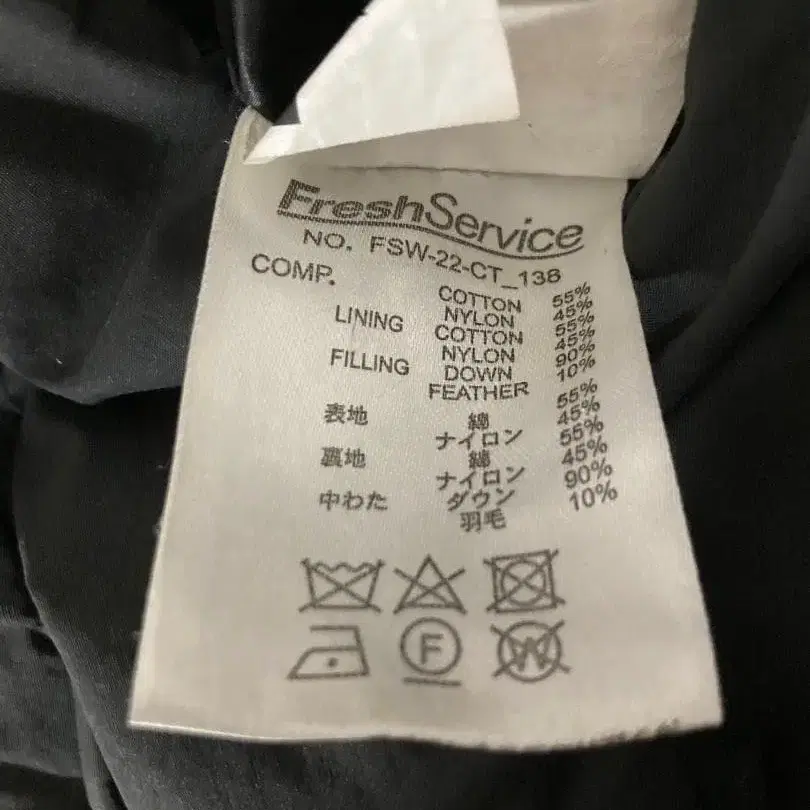 FreshService
NO. FSW-22-CT_138
COMP. COTTON 55%
NYLON 45%
LINING COTTON 55%
NYLON 45%
FILLING DOWN 90%
FEATHER 10%
表地 綿 55%
ナイロン 45%
裏地 綿 55%
ナイロン 45%
中わた ダウン 90%
羽毛 10%
F
W